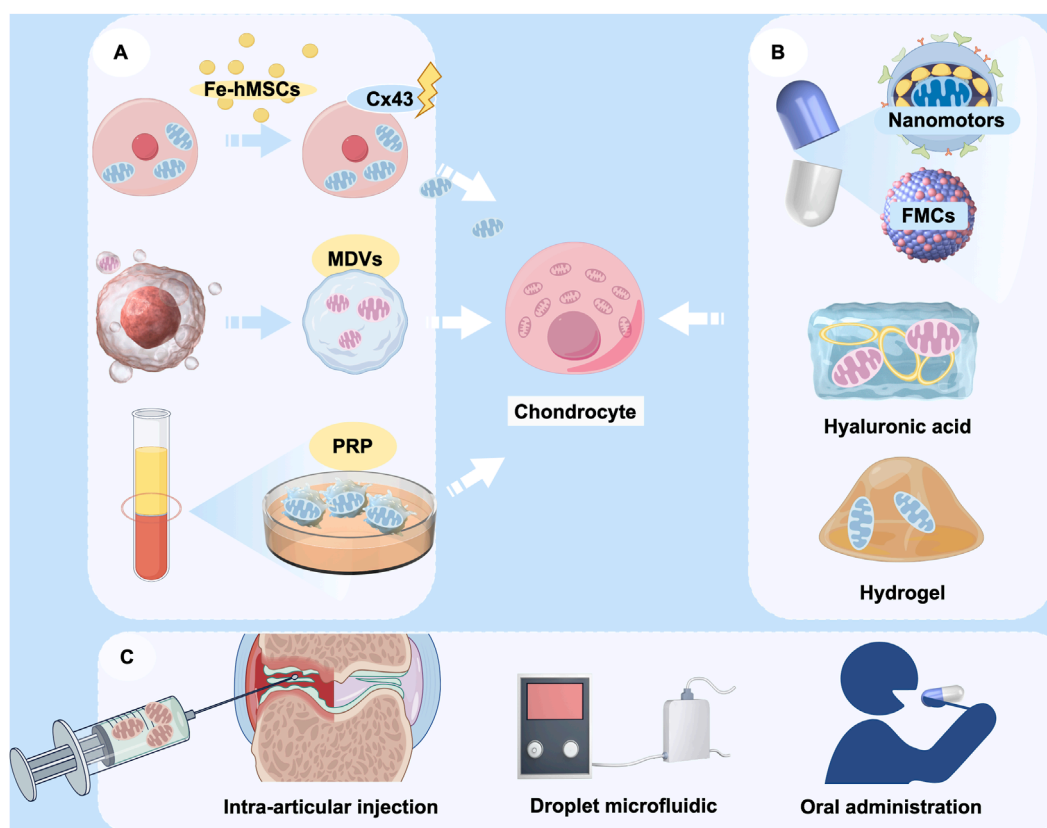 A
Fe-hMSCs
Cx43
MDVs
PRP
Chondrocyte
B
Nanomotors
FMCs
Hyaluronic acid
Hydrogel
C
Intra-articular injection
Droplet microfluidic
Oral administration